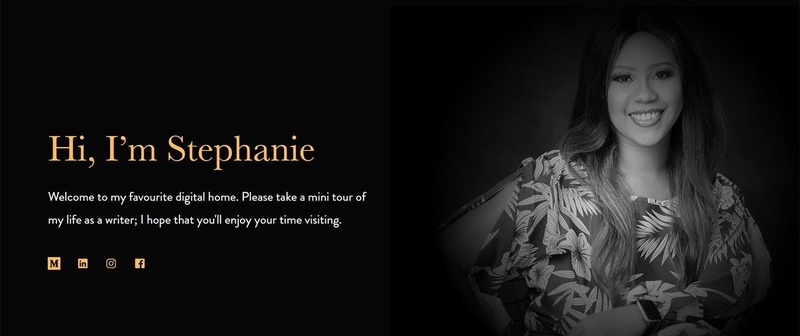 Hi, I’m Stephanie
Welcome to my favourite digital home. Please take a mini tour of
my life as a writer; I hope that you'll enjoy your time visiting.
M in f